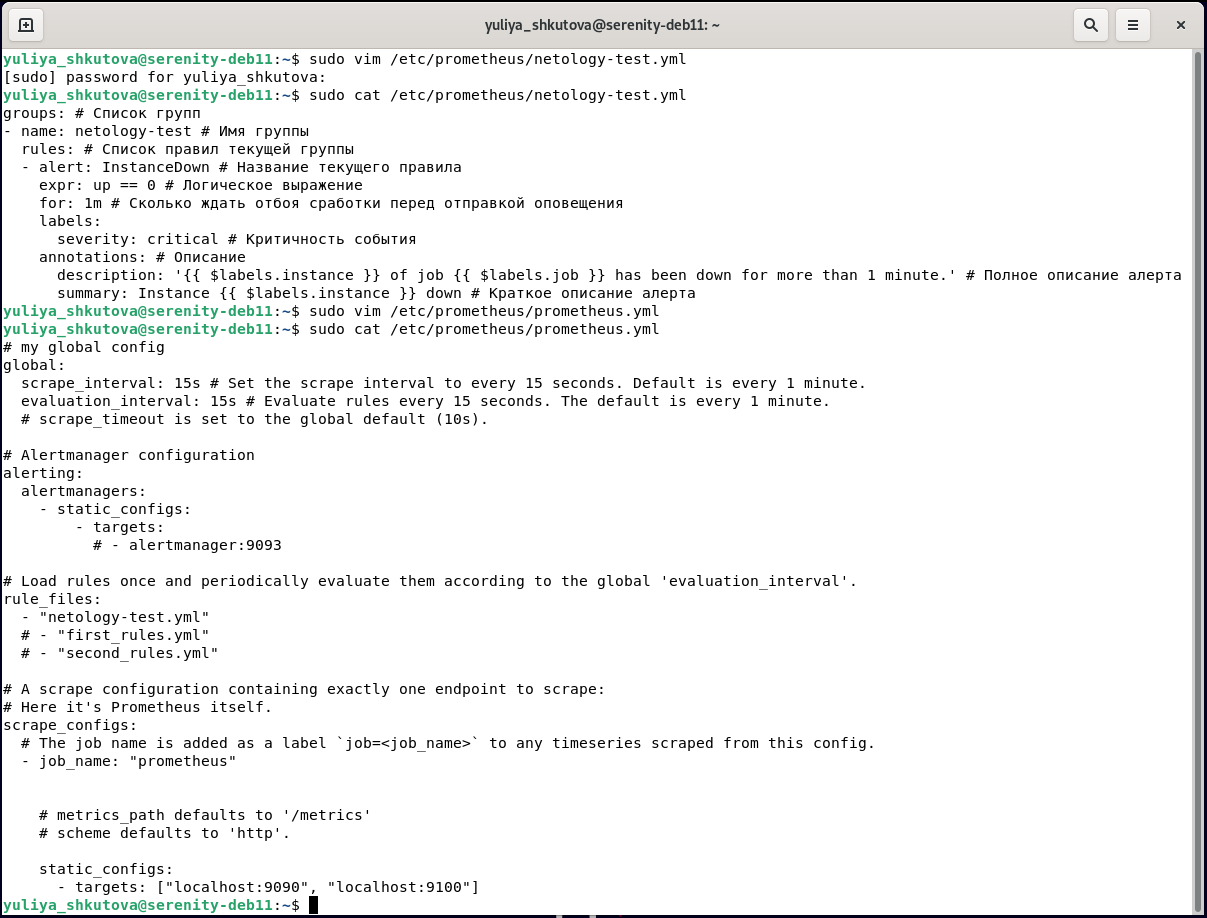 yuliya_shkutova@serenity-deb11: ~
yuliya_shkutova@serenity-deb11:~$ sudo vim /etc/prometheus/netology-test.yml
[sudo] password for yuliya_shkutova:
yuliya_shkutova@serenity-deb11:~$ sudo cat /etc/prometheus/netology-test.yml
groups: # Список групп
- name: netology-test # Имя группы
  rules: # Список правил текущей группы
  - alert: InstanceDown # Название текущего правила
    expr: up == 0 # Логическое выражение
    for: 1m # Сколько ждать отбоя сработки перед отправкой оповещения
    labels:
      severity: critical # Критичность события
    annotations: # Описание
      description: '{{ $labels.instance }} of job {{ $labels.job }} has been down for more than 1 minute.' # Полное описание алерта
      summary: Instance {{ $labels.instance }} down # Краткое описание алерта
yuliya_shkutova@serenity-deb11:~$ sudo vim /etc/prometheus/prometheus.yml
yuliya_shkutova@serenity-deb11:~$ sudo cat /etc/prometheus/prometheus.yml
# my global config
global:
  scrape_interval: 15s # Set the scrape interval to every 15 seconds. Default is every 1 minute.
  evaluation_interval: 15s # Evaluate rules every 15 seconds. The default is every 1 minute.
  # scrape_timeout is set to the global default (10s).

# Alertmanager configuration
alerting:
  alertmanagers:
    - static_configs:
        - targets:
          # - alertmanager:9093

# Load rules once and periodically evaluate them according to the global 'evaluation_interval'.
rule_files:
  - "netology-test.yml"
  # - "first_rules.yml"
  # - "second_rules.yml"

# A scrape configuration containing exactly one endpoint to scrape:
# Here it's Prometheus itself.
scrape_configs:
  # The job name is added as a label `job=<job_name>` to any timeseries scraped from this config.
  - job_name: "prometheus"


    # metrics_path defaults to '/metrics'
    # scheme defaults to 'http'.

    static_configs:
      - targets: ["localhost:9090", "localhost:9100"]
yuliya_shkutova@serenity-deb11:~$